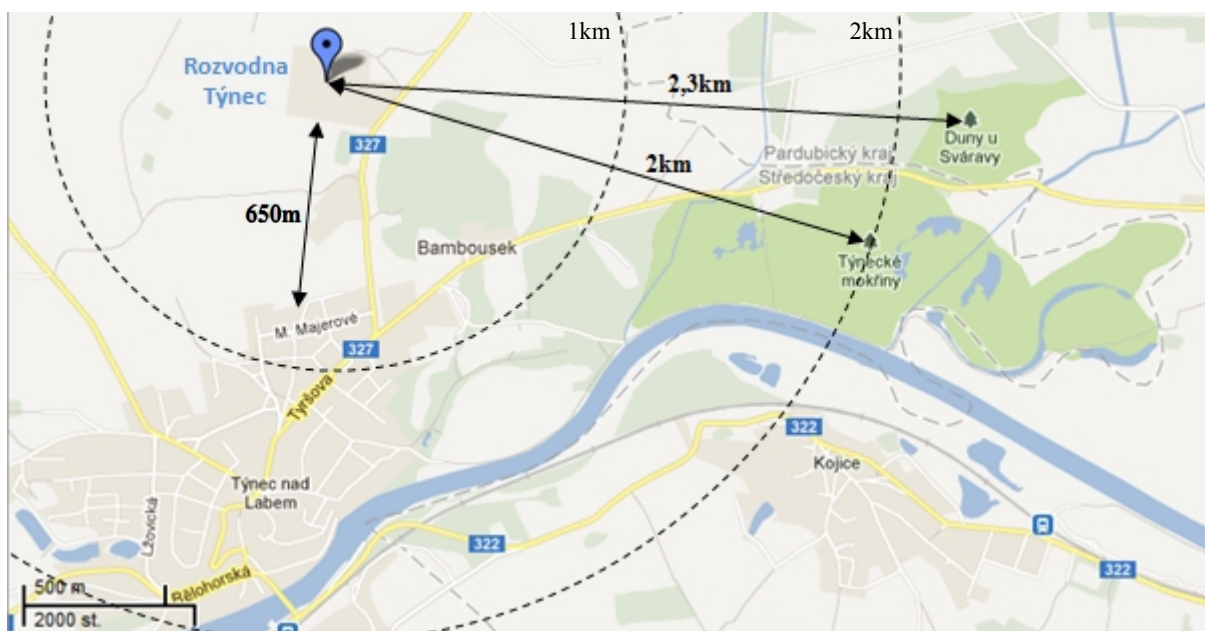 1km
2km
Rozvodna
Týnec
2,3km
327
Duny u
Sváravy
Pardubický kraj
Středočeský kraj
2km
650m
Bambousek
Týnecké
mokřiny
M. Majerové
327
Tyršova
322
Kojice
Týnec nad
Labem
Lžovická
322
322
Bělohorská
500 m
2000 st.